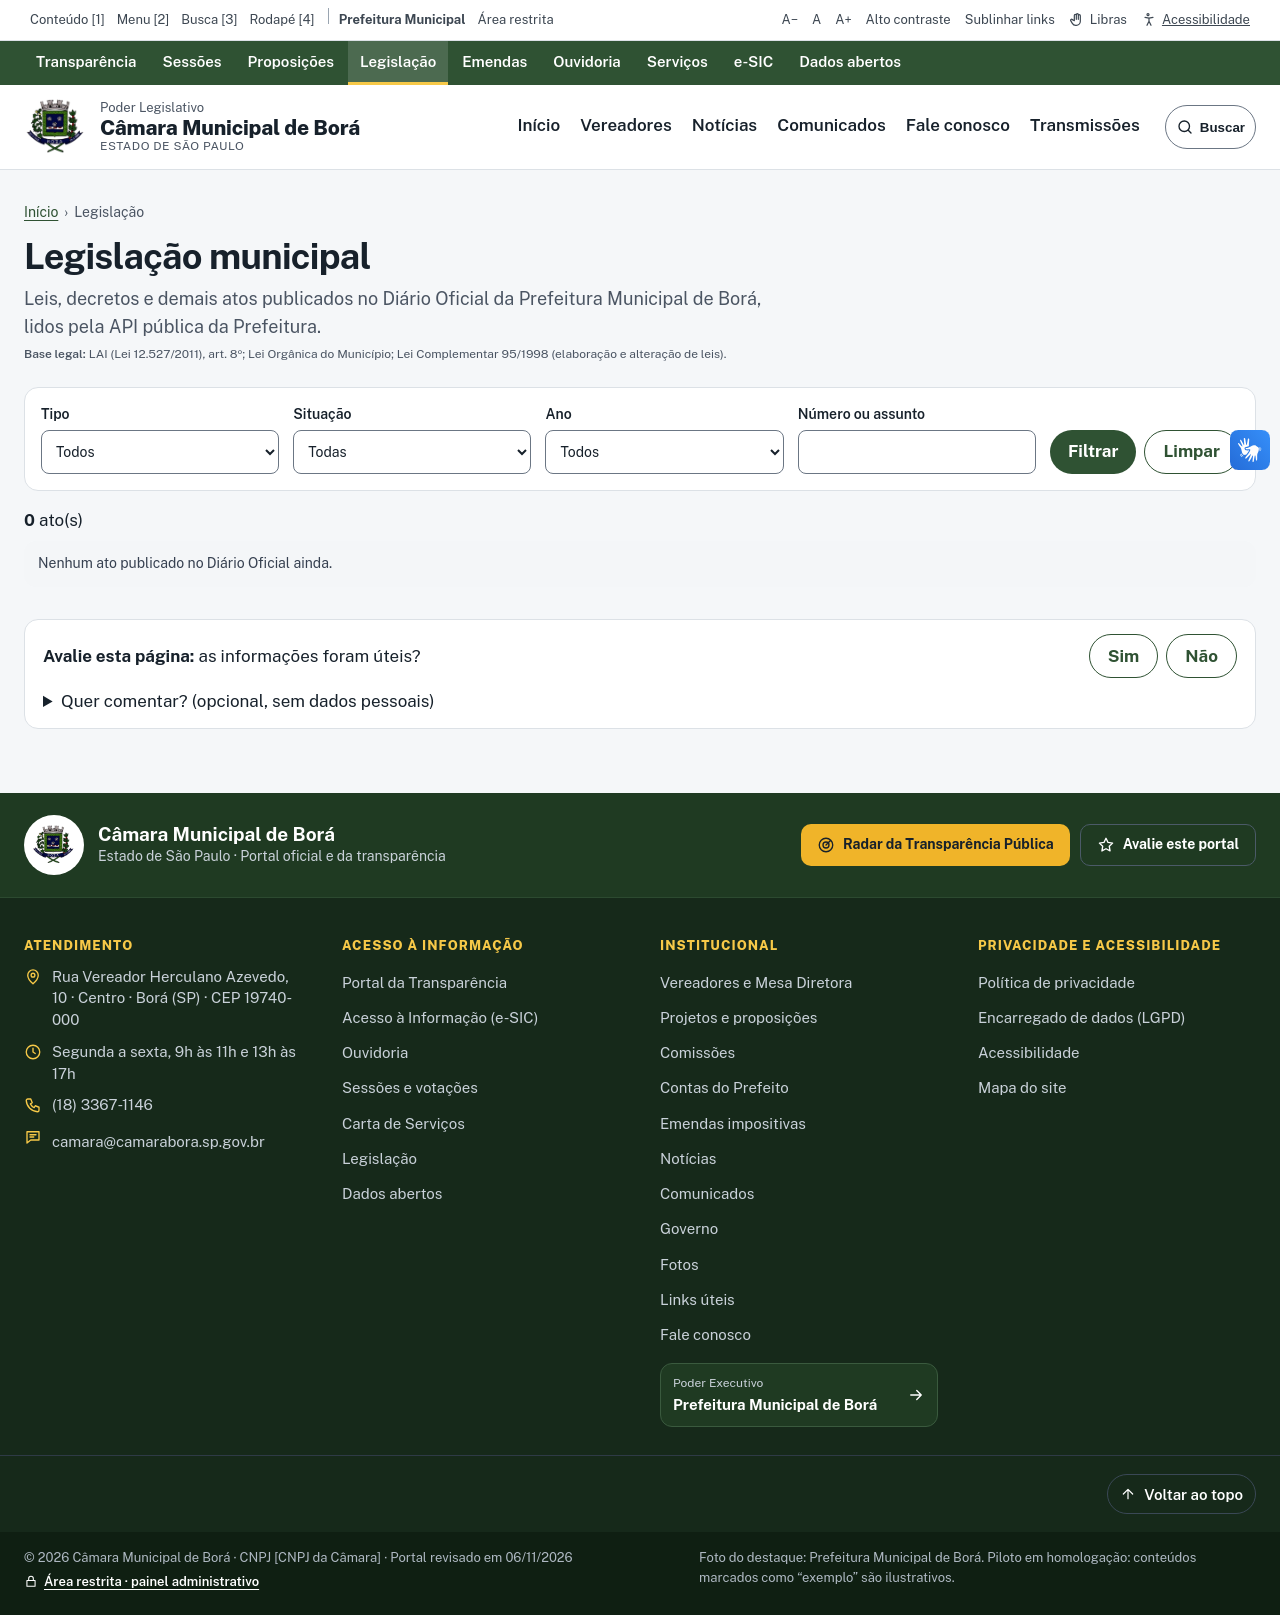 Conteúdo [1] Menu [2] Busca [3] Rodapé [4] Prefeitura Municipal Área restrita A− A A+ Alto contraste Sublinhar links Libras Acessibilidade
Transparência Sessões Proposições Legislação Emendas Ouvidoria Serviços e-SIC Dados abertos
Poder Legislativo
Câmara Municipal de Borá
ESTADO DE SÃO PAULO
Início Vereadores Notícias Comunicados Fale conosco Transmissões Buscar
Início › Legislação
Legislação municipal
Leis, decretos e demais atos publicados no Diário Oficial da Prefeitura Municipal de Borá,
lidos pela API pública da Prefeitura.
Base legal: LAI (Lei 12.527/2011), art. 8º; Lei Orgânica do Município; Lei Complementar 95/1998 (elaboração e alteração de leis).
Tipo Situação Ano Número ou assunto
Todos Todas Todos Filtrar Limpar
0 ato(s)
Nenhum ato publicado no Diário Oficial ainda.
Avalie esta página: as informações foram úteis? Sim Não
Quer comentar? (opcional, sem dados pessoais)
Câmara Municipal de Borá
Estado de São Paulo · Portal oficial e da transparência
Radar da Transparência Pública Avalie este portal
ATENDIMENTO
Rua Vereador Herculano Azevedo,
10 · Centro · Borá (SP) · CEP 19740-
000
Segunda a sexta, 9h às 11h e 13h às
17h
(18) 3367-1146
camara@camarabora.sp.gov.br
ACESSO À INFORMAÇÃO
Portal da Transparência
Acesso à Informação (e-SIC)
Ouvidoria
Sessões e votações
Carta de Serviços
Legislação
Dados abertos
INSTITUCIONAL
Vereadores e Mesa Diretora
Projetos e proposições
Comissões
Contas do Prefeito
Emendas impositivas
Notícias
Comunicados
Governo
Fotos
Links úteis
Fale conosco
Poder Executivo
Prefeitura Municipal de Borá
PRIVACIDADE E ACESSIBILIDADE
Política de privacidade
Encarregado de dados (LGPD)
Acessibilidade
Mapa do site
Voltar ao topo
© 2026 Câmara Municipal de Borá · CNPJ [CNPJ da Câmara] · Portal revisado em 06/11/2026
Área restrita · painel administrativo
Foto do destaque: Prefeitura Municipal de Borá. Piloto em homologação: conteúdos
marcados como “exemplo” são ilustrativos.